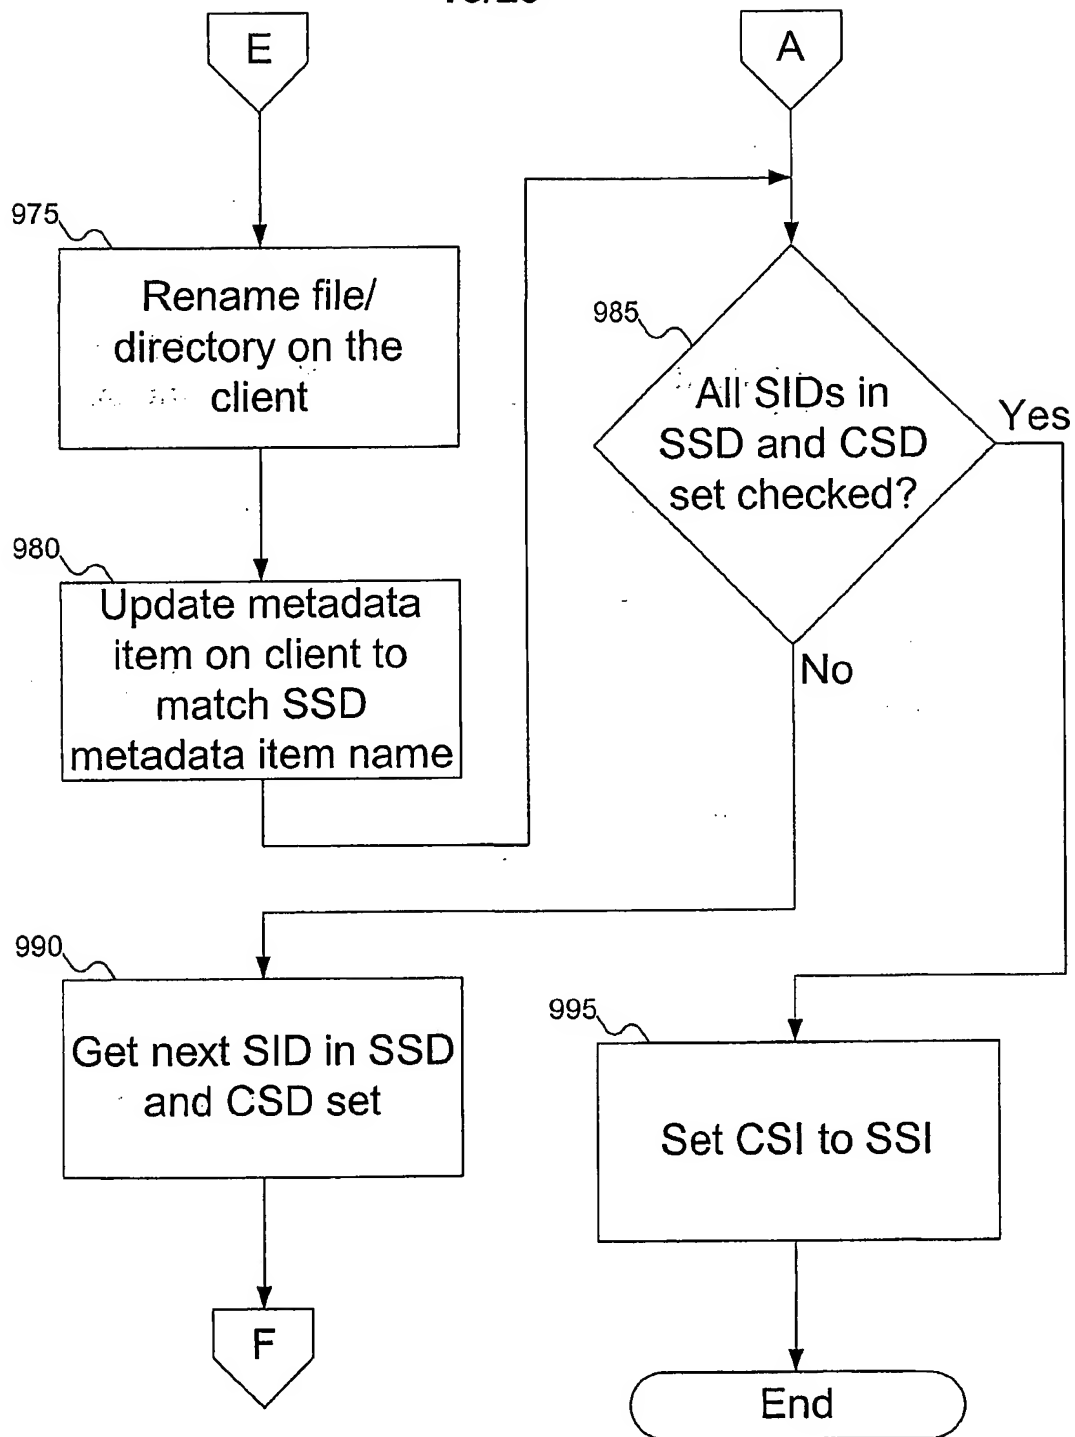 E
A
975
Rename file/
directory on the
client
985
All SIDs in
SSD and CSD
set checked?
Yes
No
980
Update metadata
item on client to
match SSD
metadata item name
990
Get next SID in SSD
and CSD set
995
Set CSI to SSI
F
End